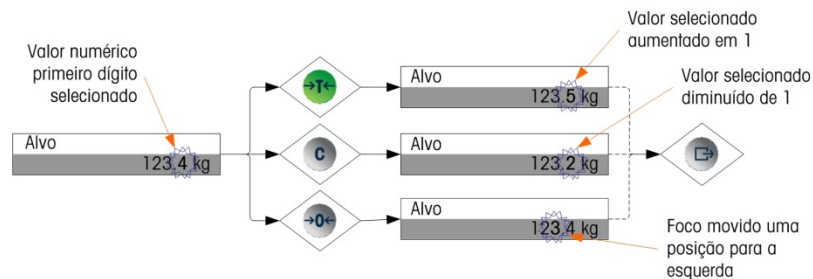 Valor numérico
primeiro dígito
selecionado
Alvo
123.4 kg
→T←
C
→0←
Alvo
123.5 kg
Alvo
123.2 kg
Alvo
123.4 kg
Valor selecionado
aumentado em 1
Valor selecionado
diminuído de 1
Foco movido uma
posição para a
esquerda